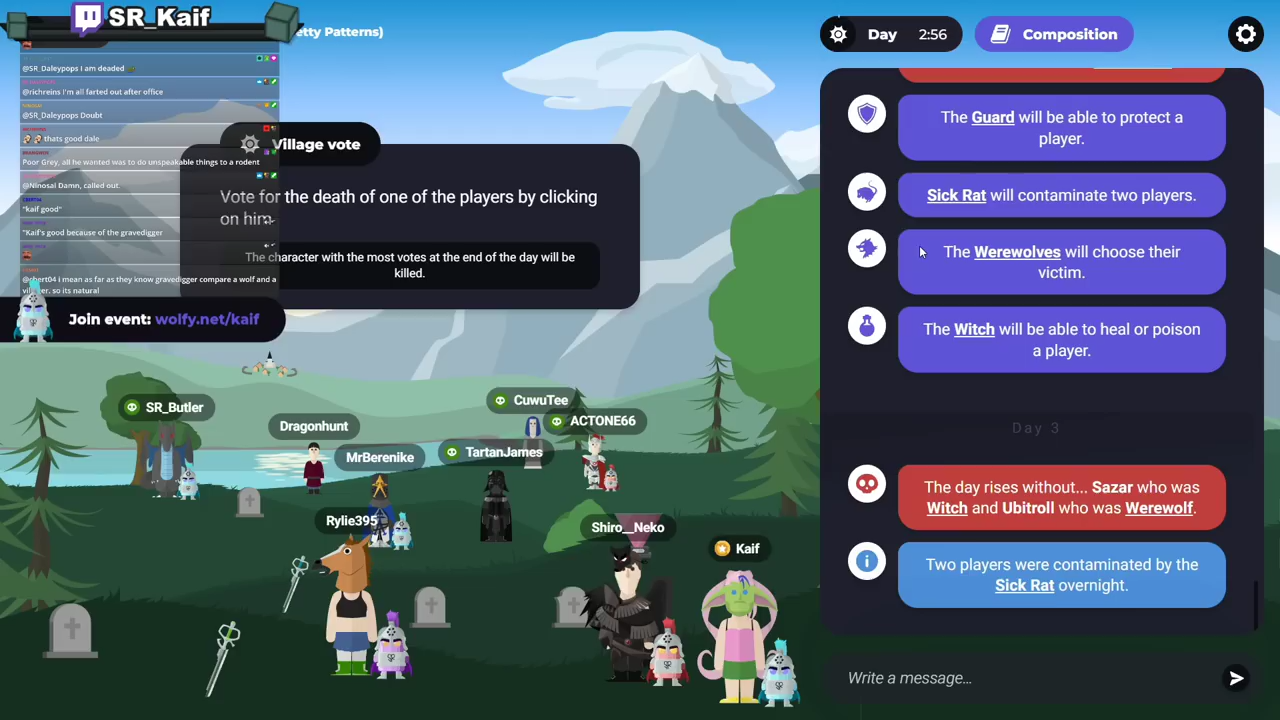 SR_Kaif
etty Patterns)
@SR_Daleypops I am deaded
@richreins I'm all farted out after office
@SR_Daleypops Doubt
thats good dale
Poor Grey, all he wanted was to do unspeakable things to a rodent
@Ninosal Damn, called out.
"kaif good"
"Kaif's good because of the gravedigger
@cbert04 i mean as far as they know gravedigger compare a wolf and a
villager. so its natural
Join event: wolfy.net/kaif
Village vote
Vote for the death of one of the players by clicking
on him.
The character with the most votes at the end of the day will be
killed.
SR_Butler
Dragonhunt
MrBerenike
Rylie395
CuwuTee
ACTONE66
TartanJames
Shiro__Neko
Kaif
Day 2:56
Composition
The Guard will be able to protect a
player.
Sick Rat will contaminate two players.
The Werewolves will choose their
victim.
The Witch will be able to heal or poison
a player.
Day 3
The day rises without... Sazar who was
Witch and Ubitroll who was Werewolf.
Two players were contaminated by the
Sick Rat overnight.
Write a message...